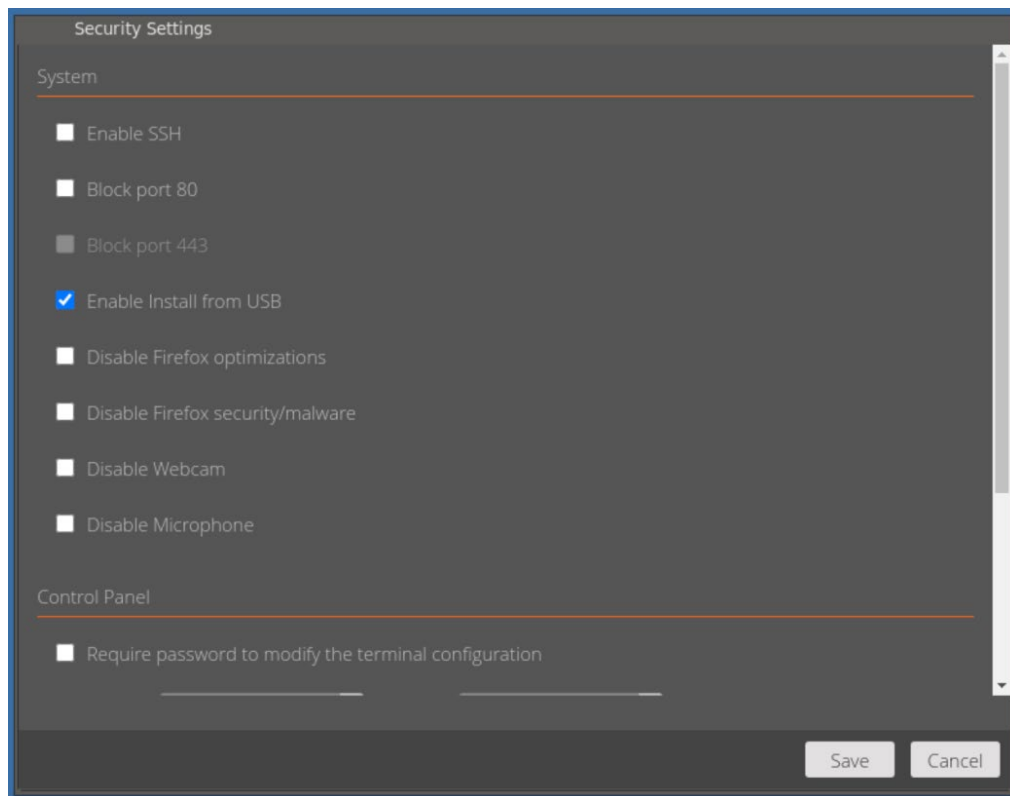 Security Settings
System
Enable SSH
Block port 80
Block port 443
Enable Install from USB
Disable Firefox optimizations
Disable Firefox security/malware
Disable Webcam
Disable Microphone
Control Panel
Require password to modify the terminal configuration
Save Cancel